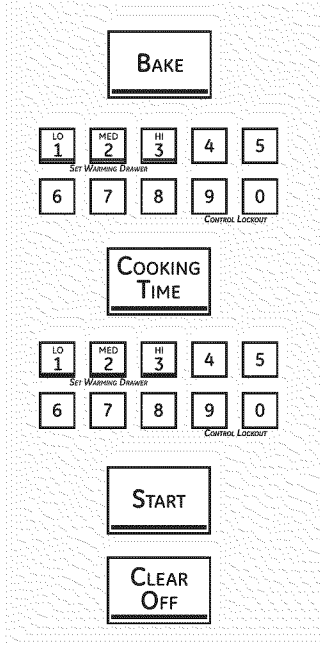 BAKE
LO MED HI
1 2 3 4 5
SET WARMING DRAWER
6 7 8 9 0
CONTROL LOCKOUT
COOKING
TIME
LO MED HI
1 2 3 4 5
SET WARMING DRAWER
6 7 8 9 0
CONTROL LOCKOUT
START
CLEAR
OFF